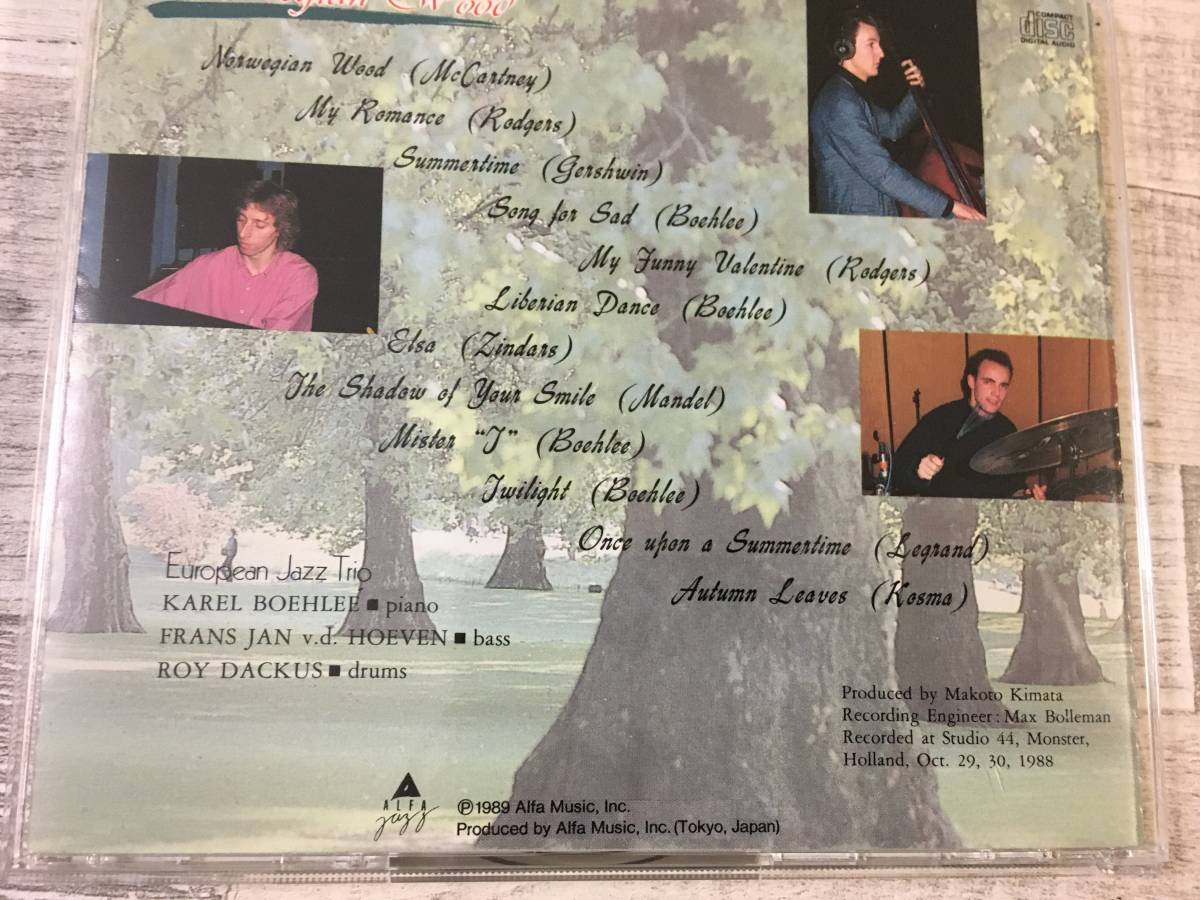 Wood
COMPACT
disc
DIGITAL AUDIO
Norwegian Wood (McCartney)
My Romance (Rodgers)
Summertime (Gershwin)
Song for Sad (Boehlee)
My Funny Valentine (Rodgers)
Liberian Dance (Boehlee)
Elsa (Zindars)
The Shadow of Your Smile (Mandel)
Mister "J" (Boehlee)
Twilight (Boehlee)
Once upon a Summertime (Legrand)
Autumn Leaves (Kosma)
European Jazz Trio
KAREL BOEHLEE ■ piano
FRANS JAN v.d. HOEVEN ■ bass
ROY DACKUS ■ drums
Produced by Makoto Kimata
Recording Engineer: Max Bolleman
Recorded at Studio 44, Monster,
Holland, Oct. 29, 30, 1988
ALFA
jazz
℗1989 Alfa Music, Inc.
Produced by Alfa Music, Inc. (Tokyo, Japan)